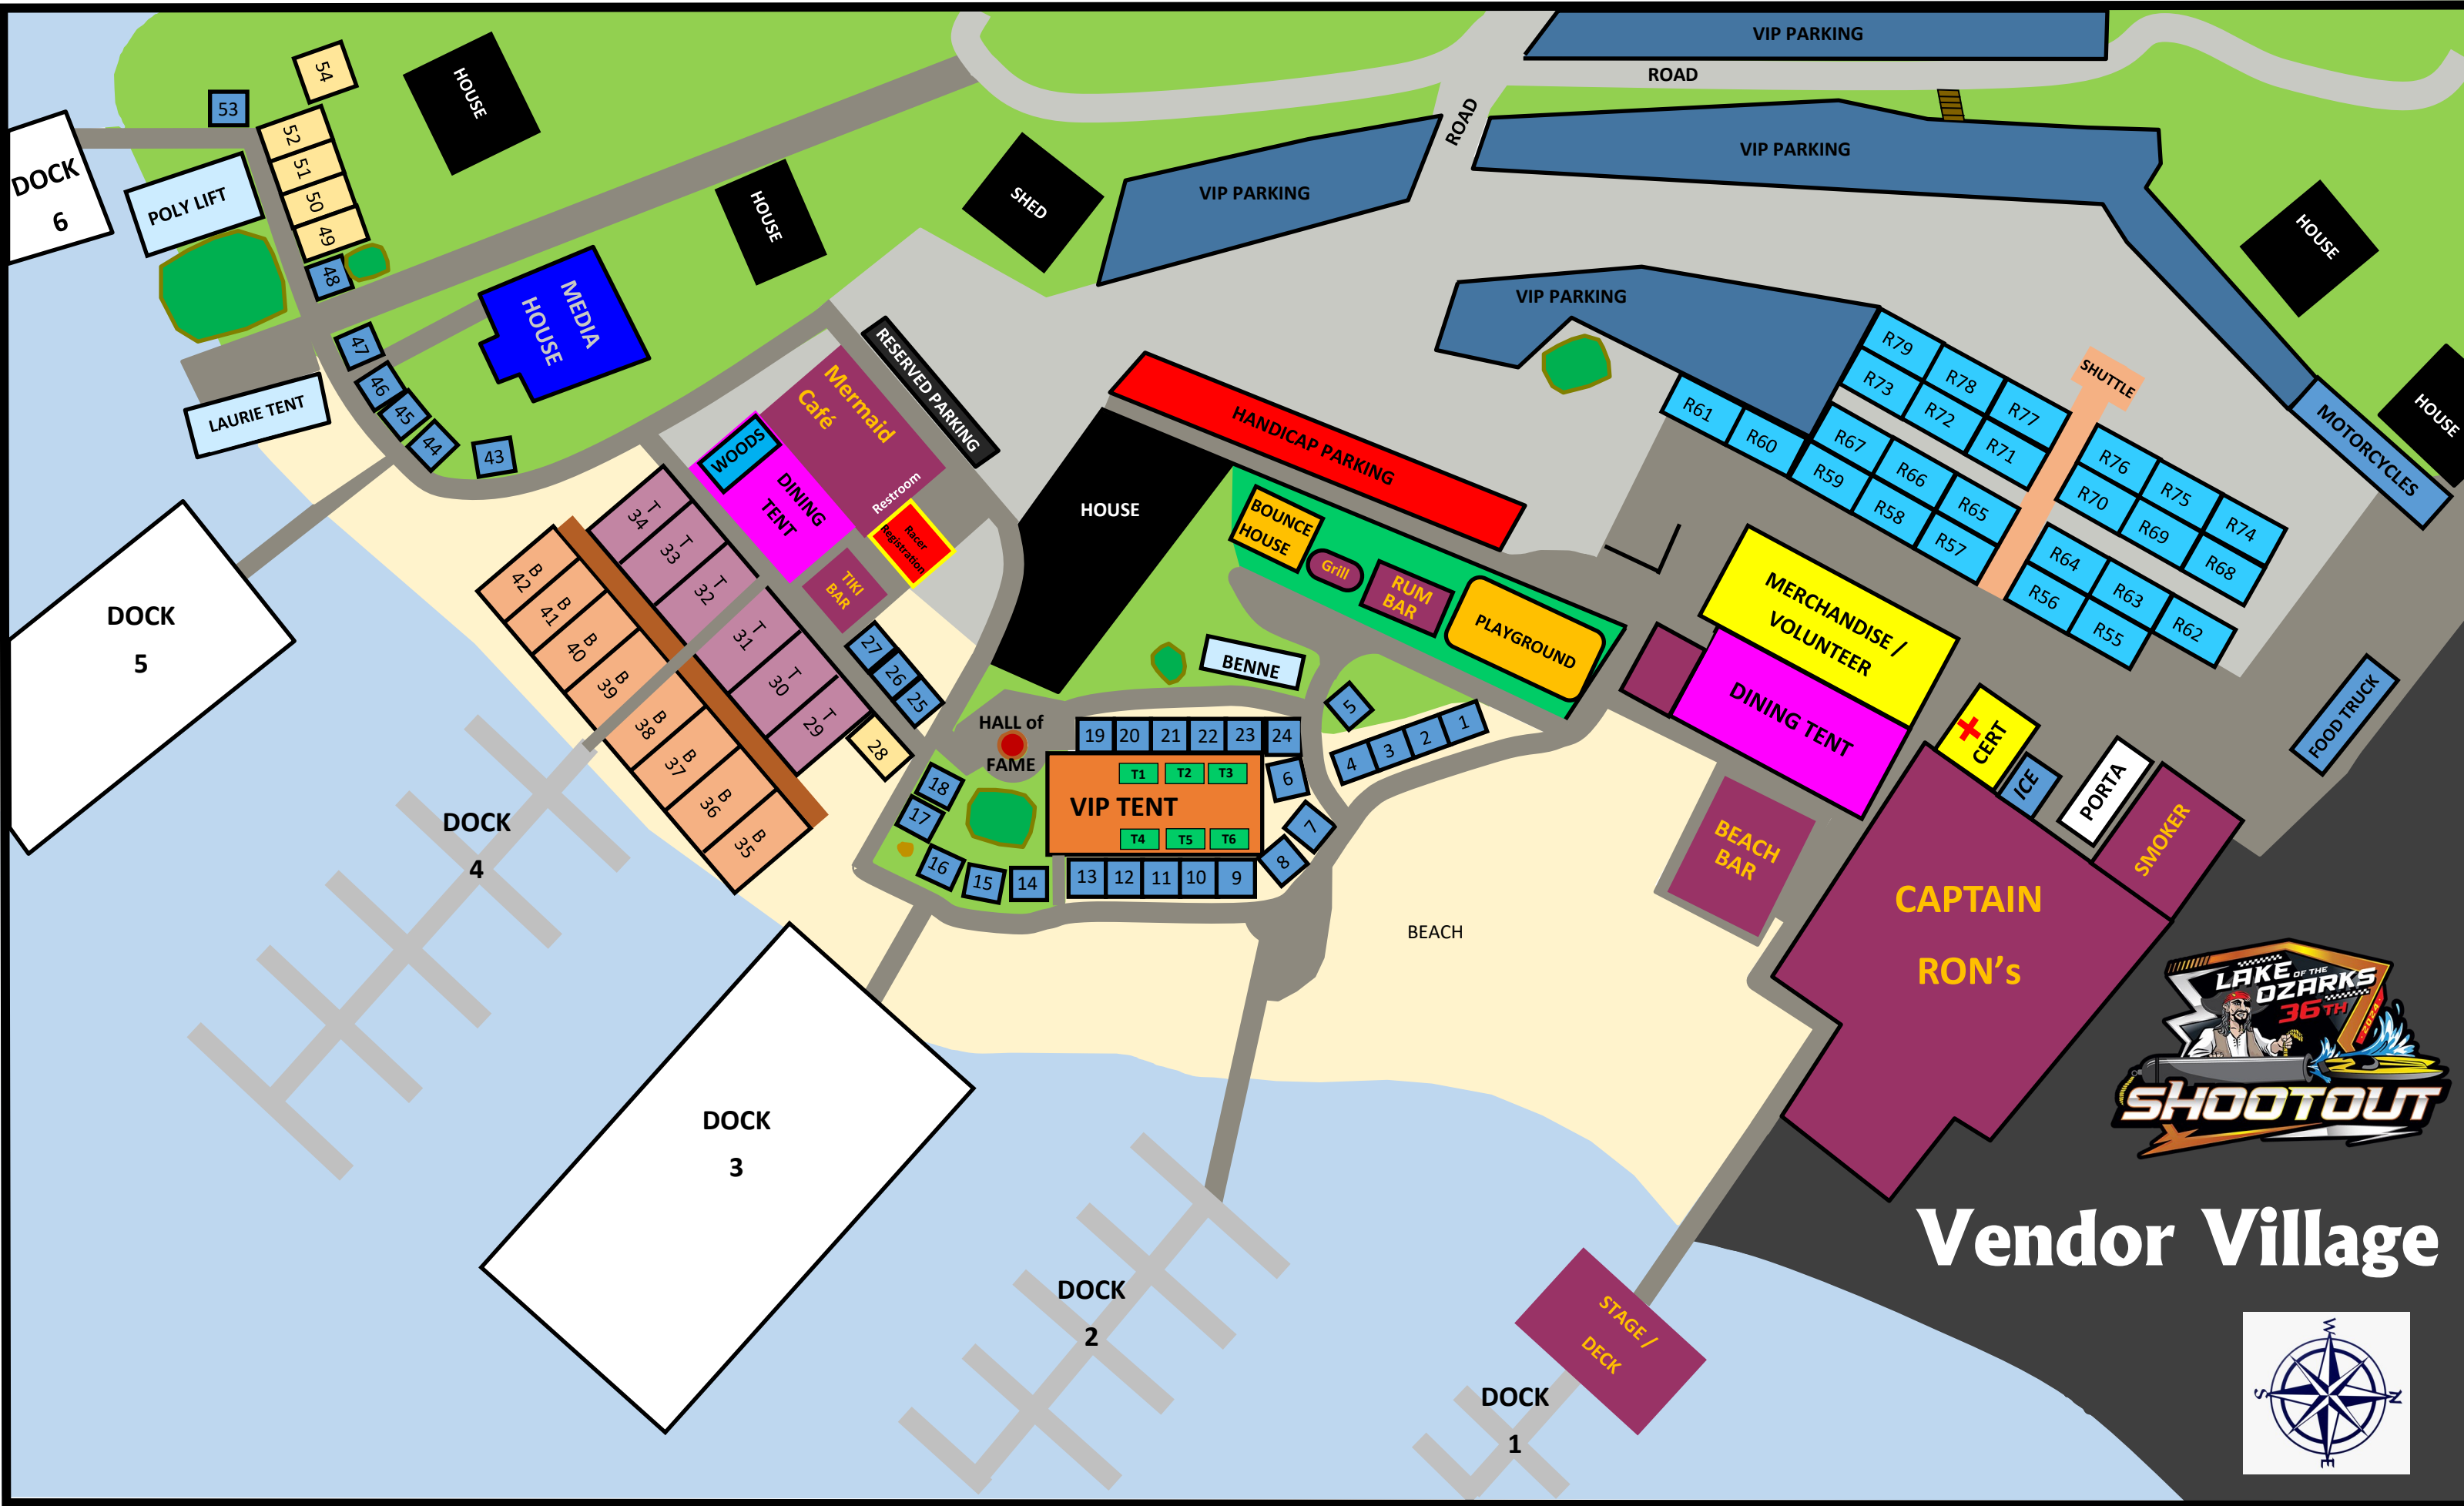 VIP PARKING
ROAD
ROAD
VIP PARKING
VIP PARKING
VIP PARKING
54
53
52
51
50
49
48
HOUSE
HOUSE
SHED
HOUSE
HOUSE
DOCK
6
POLY LIFT
LAURIE TENT
47
46
45
44
43
MEDIA
HOUSE
RESERVED PARKING
Mermaid
Café
WOODS
DINING
TENT
Restroom
Racer
Registration
TIKI
BAR
HANDICAP PARKING
HOUSE
BOUNCE
HOUSE
Grill
RUM
BAR
PLAYGROUND
BENNE
R79
R78
R77
R73
R72
R71
R61
R60
R67
R66
R65
R59
R58
R57
SHUTTLE
R76
R75
R74
R70
R69
R68
R64
R63
R62
R56
R55
MOTORCYCLES
FOOD TRUCK
MERCHANDISE /
VOLUNTEER
DINING TENT
CERT
ICE
PORTA
SMOKER
BEACH
BAR
CAPTAIN
RON's
T
34
T
33
T
32
T
31
T
30
T
29
28
B
42
B
41
B
40
B
39
B
38
B
37
B
36
B
35
27
26
25
HALL of
FAME
19
20
21
22
23
24
5
4
3
2
1
6
7
8
18
17
16
15
14
13
12
11
10
9
T1
T2
T3
VIP TENT
T4
T5
T6
BEACH
DOCK
5
DOCK
4
DOCK
3
DOCK
2
DOCK
1
STAGE /
DECK
LAKE OF THE
OZARKS
36TH
2024
SHOOTOUT
Vendor Village
W
S
N
E